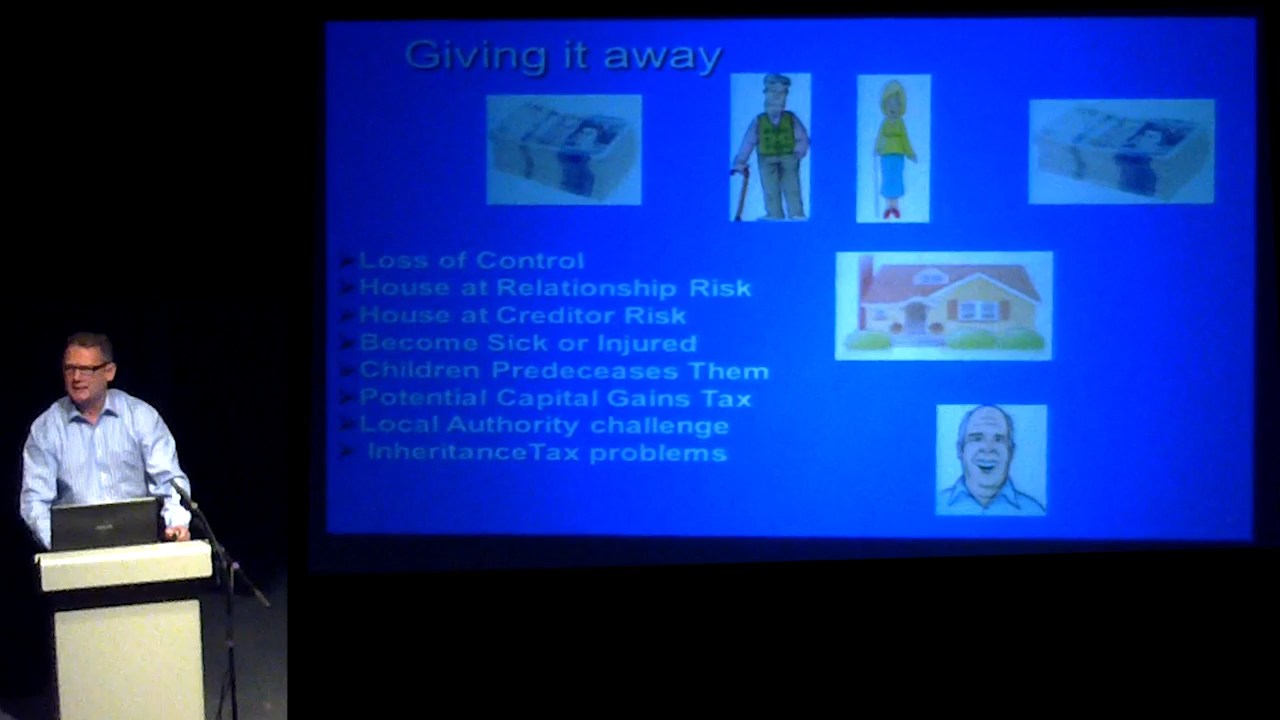 Giving it away
Loss of Control
House at Relationship Risk
House at Creditor Risk
Become Sick or Injured
Children Predeceases Them
Potential Capital Gains Tax
Local Authority challenge
InheritanceTax problems